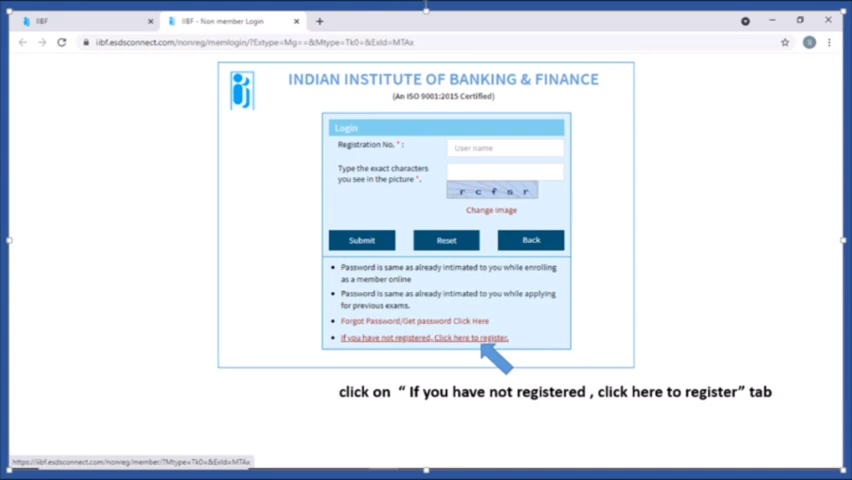 IIBF
IIBF - Non member Login
iibf.esdsconnect.com/nonreg/memlogin/?Extype=Mg==&Mtype=Tk0=&ExId=MTAx
INDIAN INSTITUTE OF BANKING & FINANCE
(An ISO 9001:2015 Certified)
Login
Registration No. * :
User name
Type the exact characters
you see in the picture *.
r c f s r
Change Image
Submit
Reset
Back
Password is same as already intimated to you while enrolling
as a member online
Password is same as already intimated to you while applying
for previous exams.
Forgot Password/Get password Click Here
If you have not registered, Click here to register.
click on “ If you have not registered , click here to register” tab
https://iibf.esdsconnect.com/nonreg/member/?Mtype=Tk0=&ExId=MTAx